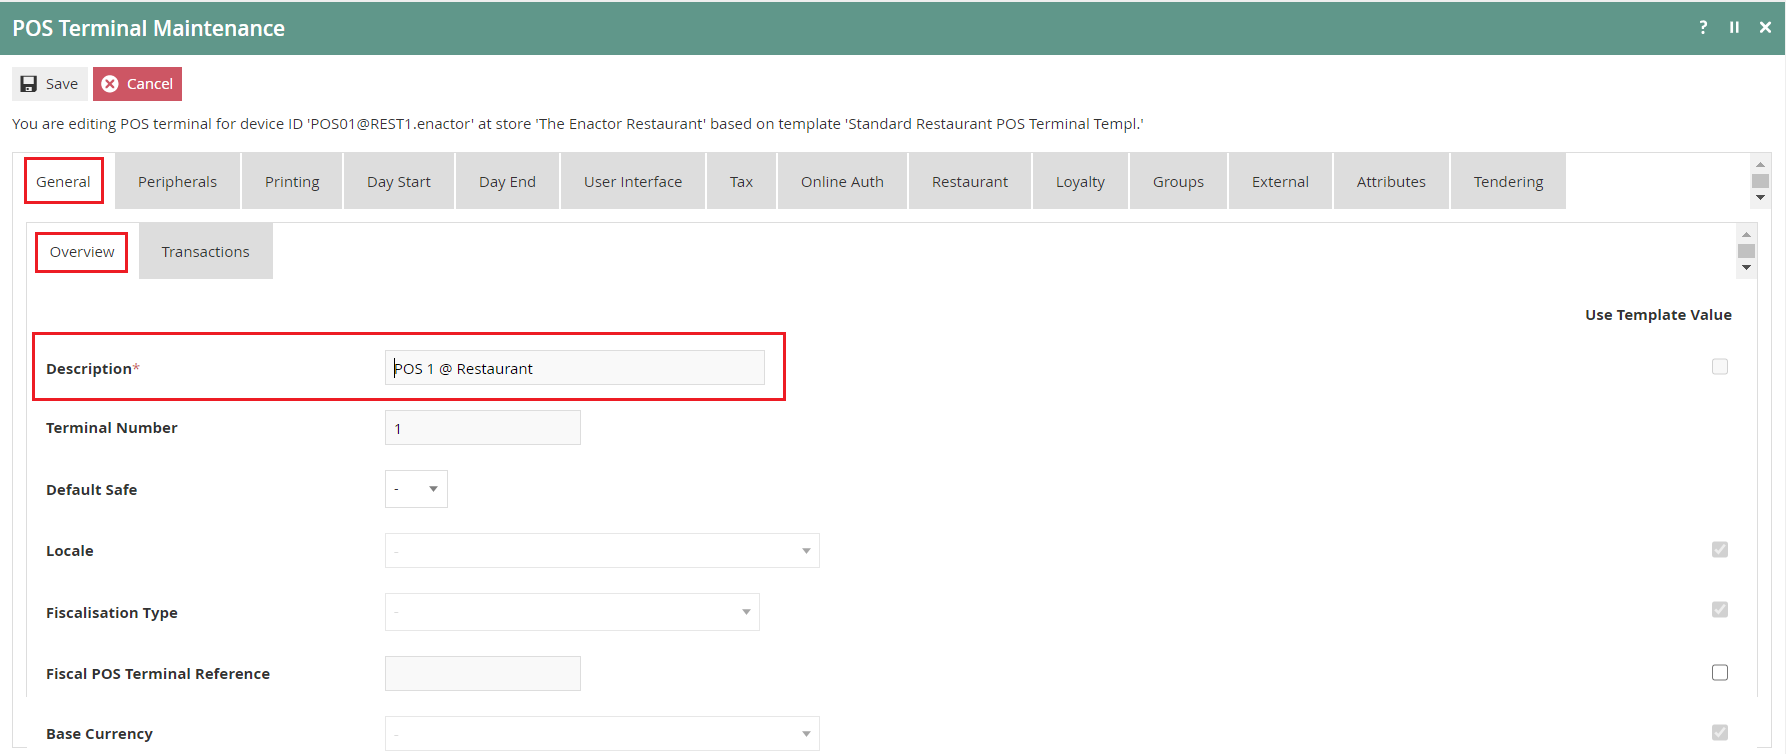 POS Terminal Maintenance
Save Cancel
You are editing POS terminal for device ID 'POS01@REST1.enactor' at store 'The Enactor Restaurant' based on template 'Standard Restaurant POS Terminal Templ.'
General Peripherals Printing Day Start Day End User Interface Tax Online Auth Restaurant Loyalty Groups External Attributes Tendering
Overview Transactions
Use Template Value
Description* POS 1 @ Restaurant
Terminal Number 1
Default Safe -
Locale -
Fiscalisation Type -
Fiscal POS Terminal Reference
Base Currency -